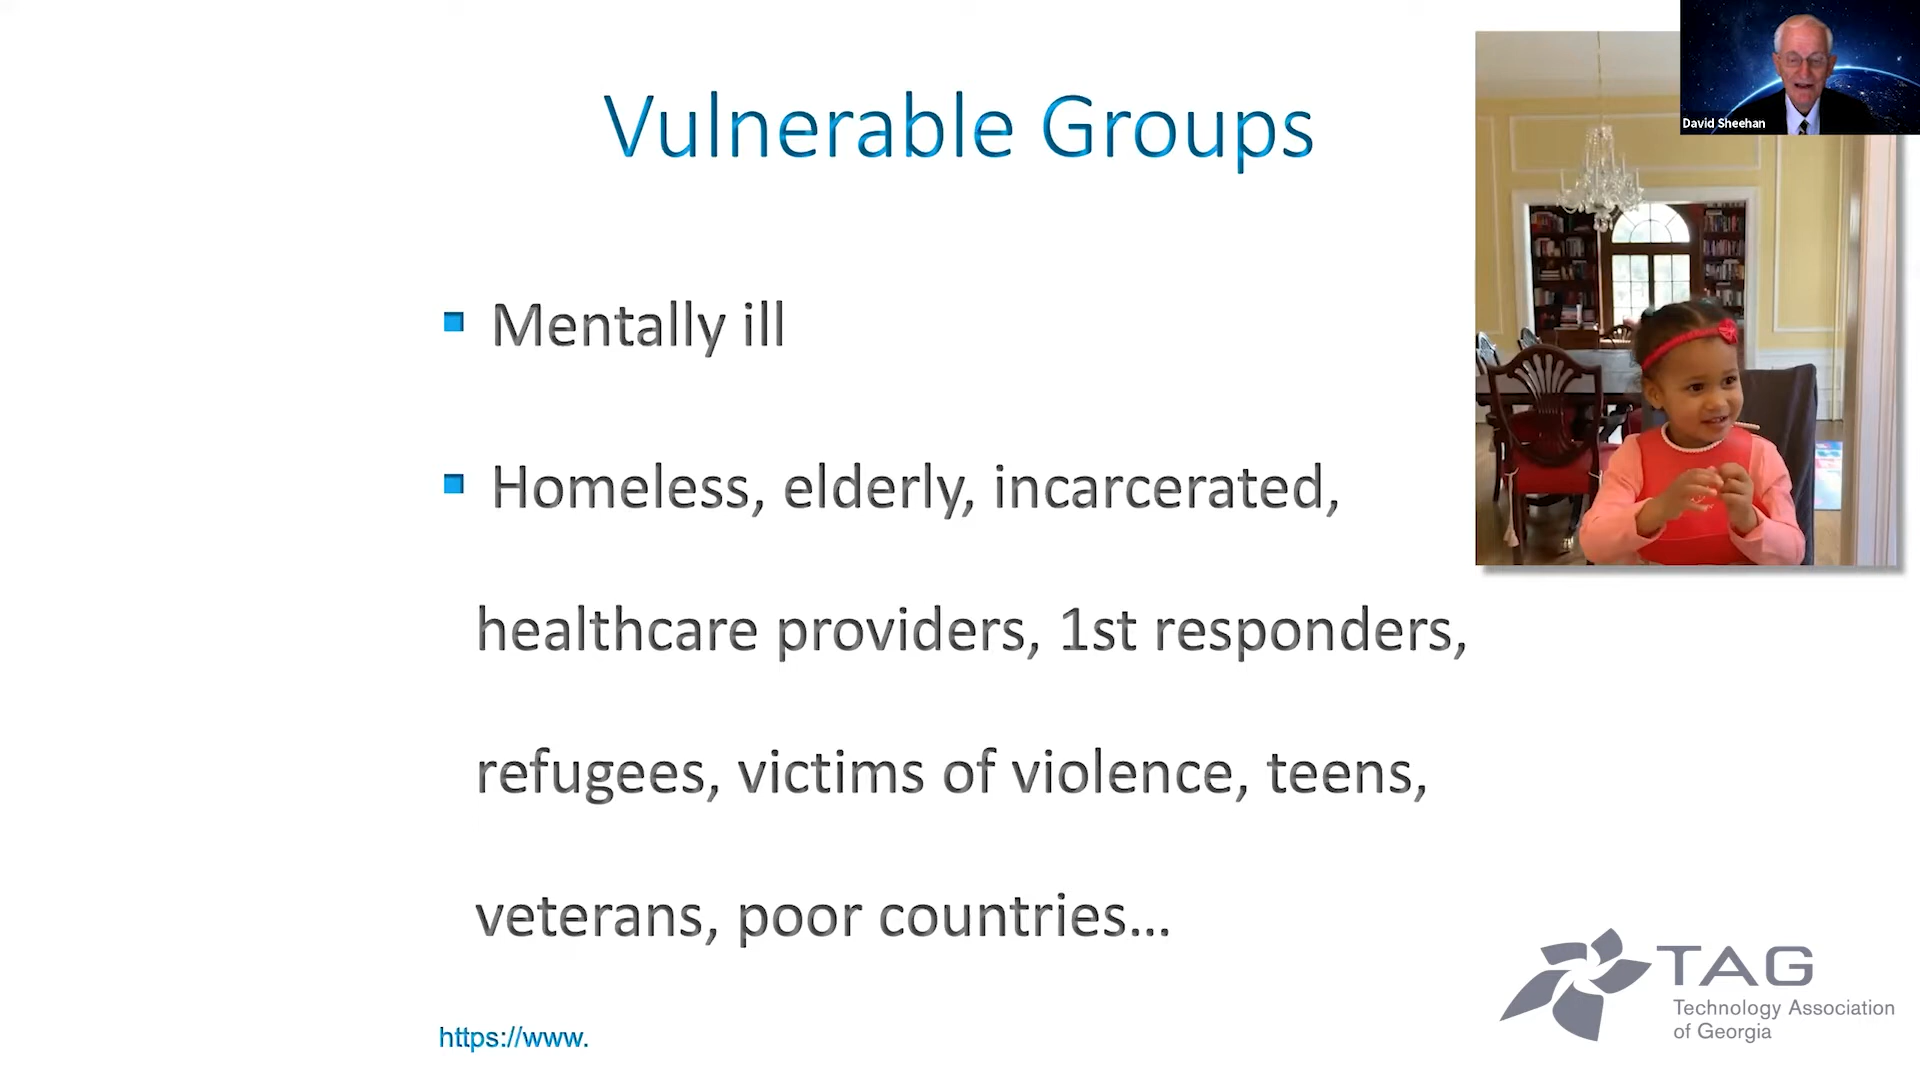 Vulnerable Groups
David Sheehan
Mentally ill
Homeless, elderly, incarcerated,
healthcare providers, 1st responders,
refugees, victims of violence, teens,
veterans, poor countries...
https://www.
TAG
Technology Association
of Georgia